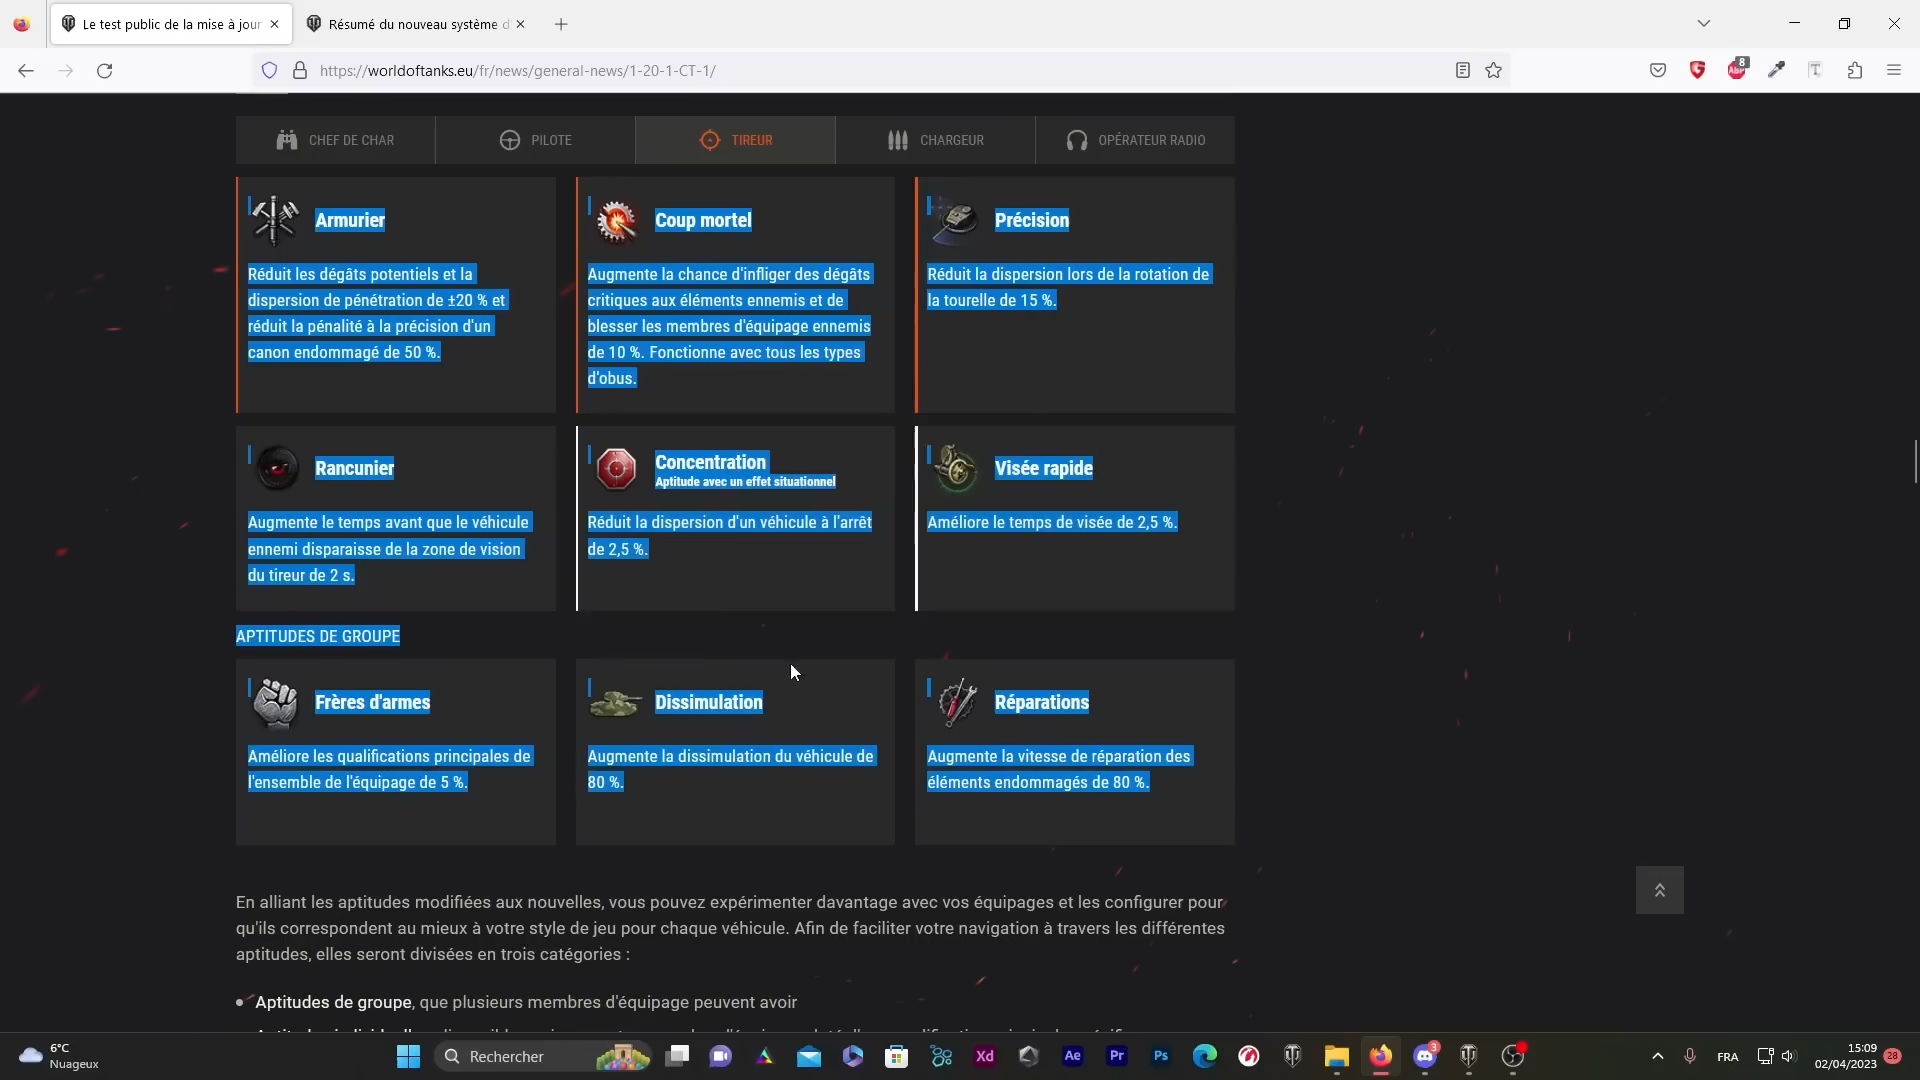 Le test public de la mise à jour
Résumé du nouveau système d
https://worldoftanks.eu/fr/news/general-news/1-20-1-CT-1/
8
CHEF DE CHAR
PILOTE
TIREUR
CHARGEUR
OPÉRATEUR RADIO
Armurier
Réduit les dégâts potentiels et la
dispersion de pénétration de ±20 % et
réduit la pénalité à la précision d'un
canon endommagé de 50 %.
Coup mortel
Augmente la chance d'infliger des dégâts
critiques aux éléments ennemis et de
blesser les membres d'équipage ennemis
de 10 %. Fonctionne avec tous les types
d'obus.
Précision
Réduit la dispersion lors de la rotation de
la tourelle de 15 %.
Rancunier
Augmente le temps avant que le véhicule
ennemi disparaisse de la zone de vision
du tireur de 2 s.
Concentration
Aptitude avec un effet situationnel
Réduit la dispersion d'un véhicule à l'arrêt
de 2,5 %.
Visée rapide
Améliore le temps de visée de 2,5 %.
APTITUDES DE GROUPE
Frères d'armes
Améliore les qualifications principales de
l'ensemble de l'équipage de 5 %.
Dissimulation
Augmente la dissimulation du véhicule de
80 %.
Réparations
Augmente la vitesse de réparation des
éléments endommagés de 80 %.
En alliant les aptitudes modifiées aux nouvelles, vous pouvez expérimenter davantage avec vos équipages et les configurer pour
qu'ils correspondent au mieux à votre style de jeu pour chaque véhicule. Afin de faciliter votre navigation à travers les différentes
aptitudes, elles seront divisées en trois catégories :
Aptitudes de groupe, que plusieurs membres d'équipage peuvent avoir
6°C
Nuageux
Rechercher
Xd
Ae
Pr
Ps
3
FRA
15:09
02/04/2023
28